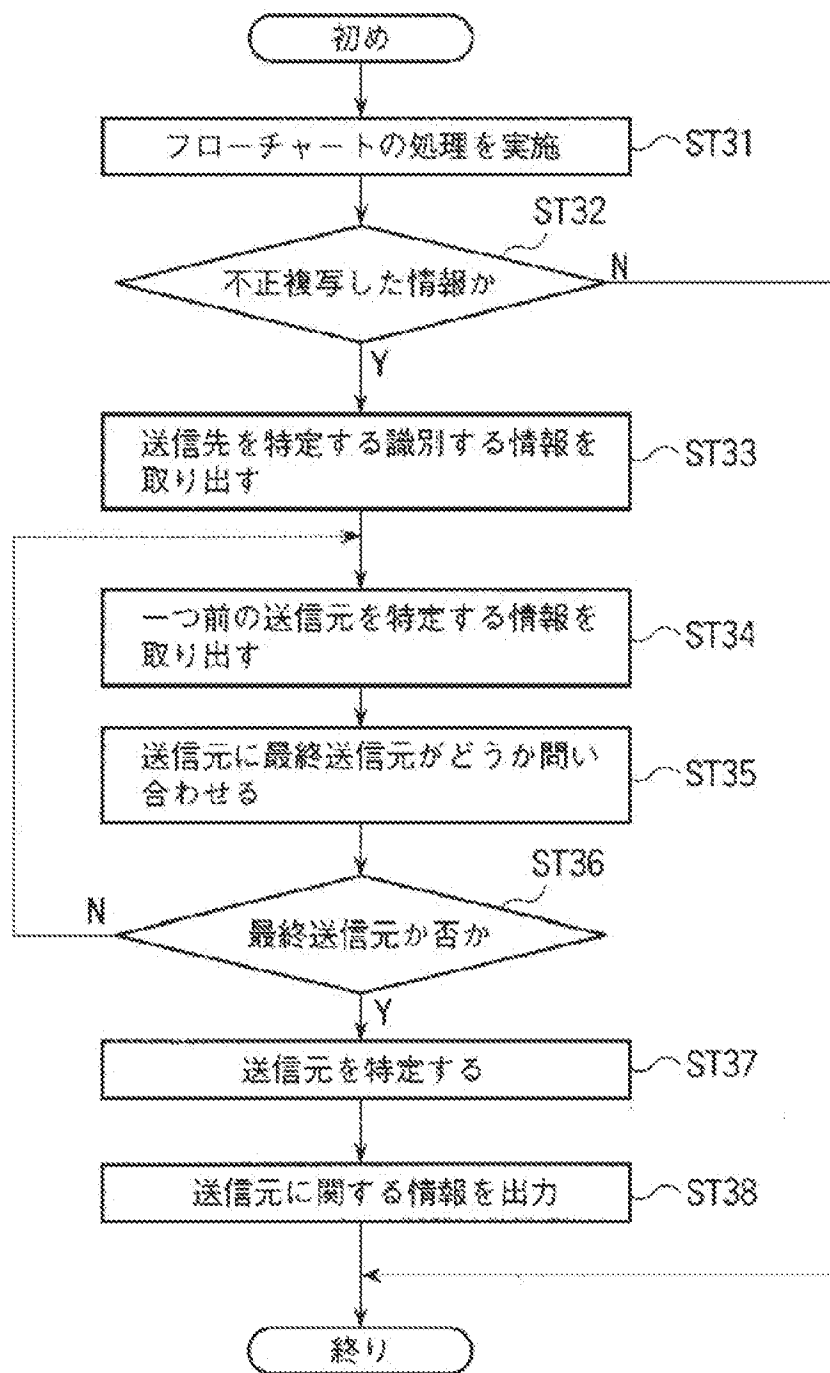 初め
フローチャートの処理を実施
ST31
ST32
不正複写した情報か
N
Y
送信先を特定する識別する情報を
取り出す
ST33
一つ前の送信元を特定する情報を
取り出す
ST34
送信元に最終送信元がどうか問い
合わせる
ST35
ST36
N
最終送信元か否か
Y
送信元を特定する
ST37
送信元に関する情報を出力
ST38
終り